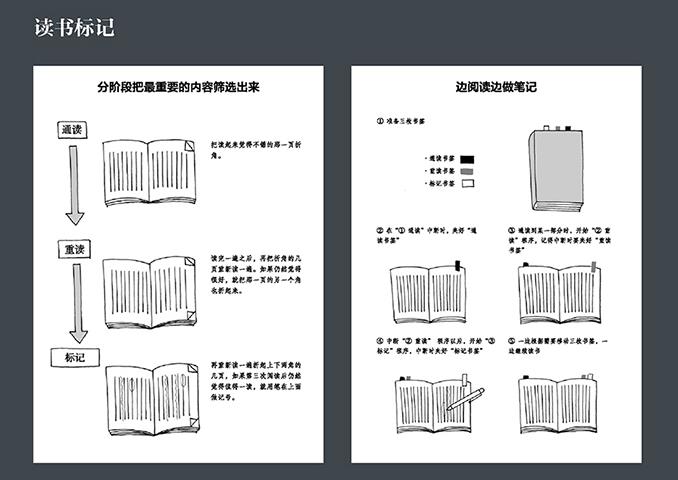 读书标记
分阶段把最重要的内容筛选出来
通读
把读起来觉得不错的那一页折
角。
重读
读完一遍之后，再把折角的几
页重新读一遍。如果仍然觉得
很好，就把那一页的另一个角
也折起来。
标记
再重新读一遍折起上下两角的
几页，如果第三次阅读后仍然
觉得值得一读，就用笔在上面
做记号。
边阅读边做笔记
① 准备三枚书签
· 通读书签
· 重读书签
· 标记书签
② 在“① 通读”中断时，夹好“通
读书签”
③ 通读到某一部分时，开始“② 重
读”程序，记得中断时要夹好“重读
书签”
④ 中断“② 重读” 程序以后，开始“③
标记”程序，中断时夹好“标记书签”
⑤ 一边根据需要移动三枚书签，一
边继续读书